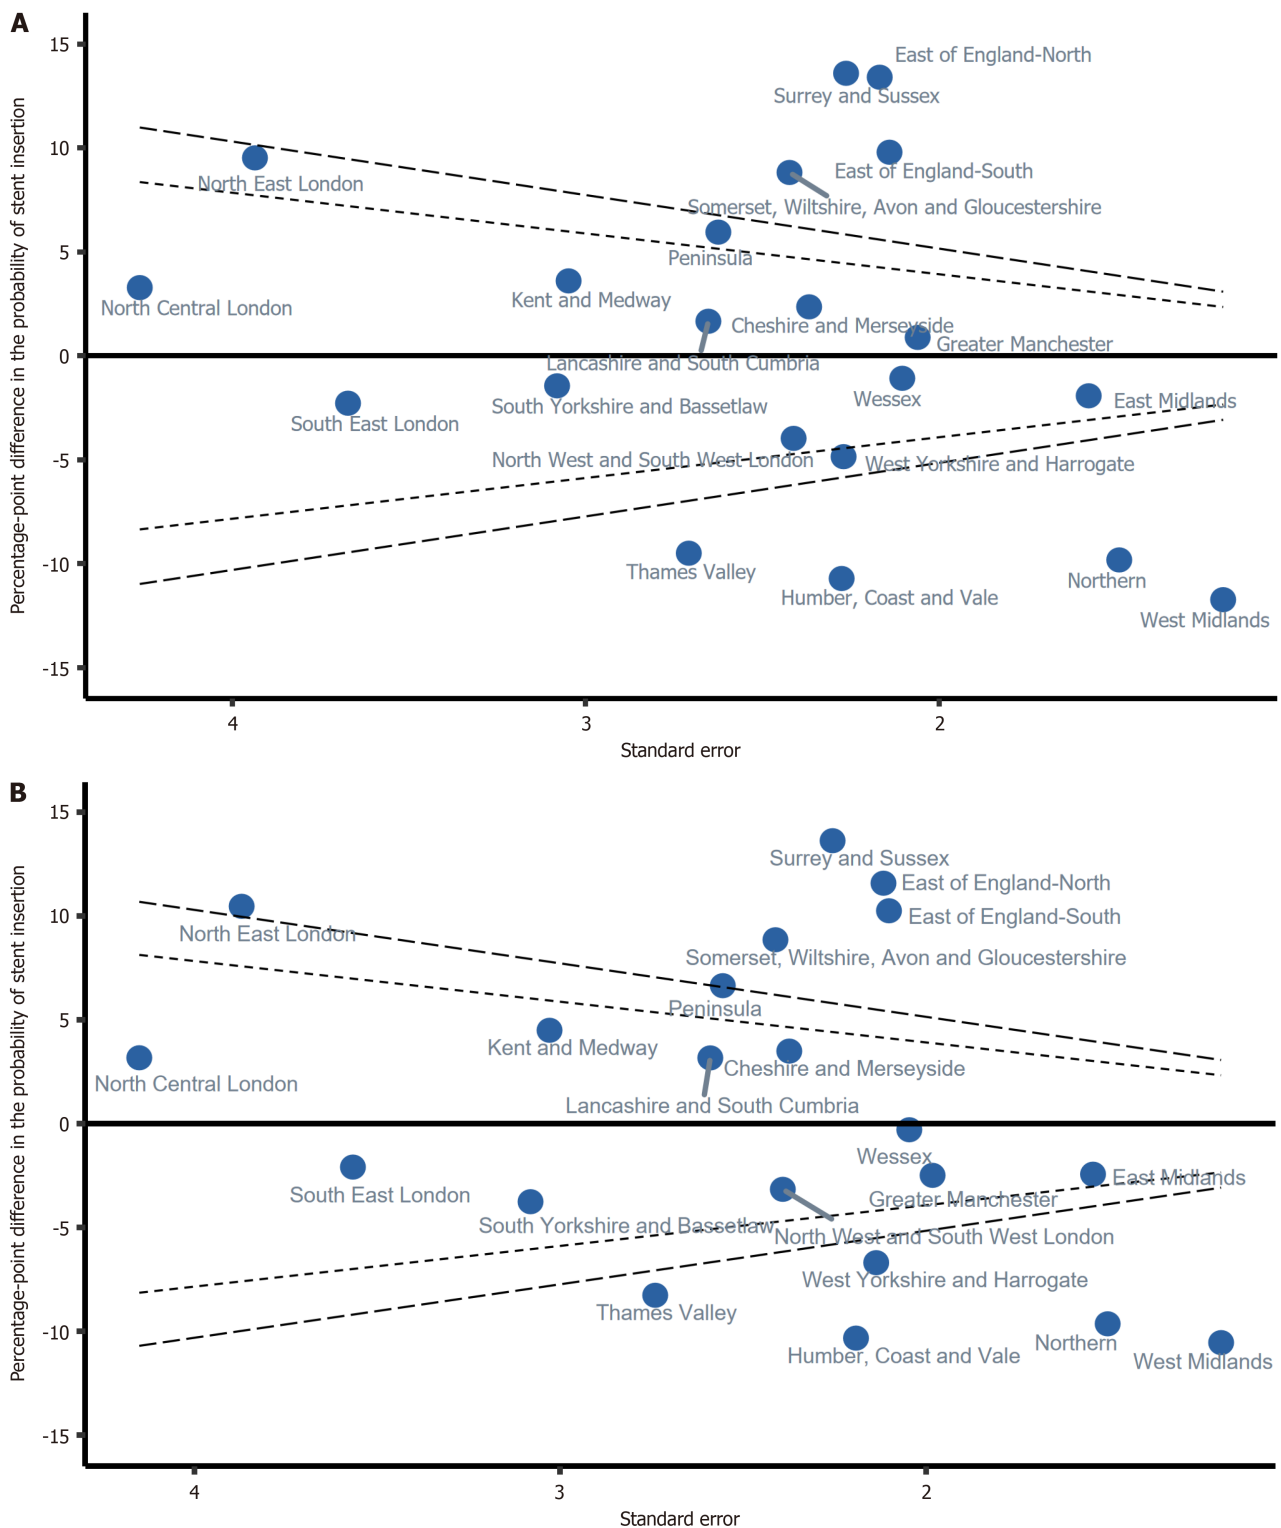 A
Percentage-point difference in the probability of stent insertion
15
10
5
0
-5
-10
-15
East of England-North
Surrey and Sussex
East of England-South
North East London
Somerset, Wiltshire, Avon and Gloucestershire
Peninsula
Kent and Medway
North Central London
Cheshire and Merseyside
Greater Manchester
Lancashire and South Cumbria
Wessex
East Midlands
South Yorkshire and Bassetlaw
South East London
North West and South West London
West Yorkshire and Harrogate
Thames Valley
Northern
Humber, Coast and Vale
West Midlands
4
3
2
Standard error
B
Percentage-point difference in the probability of stent insertion
15
10
5
0
-5
-10
-15
Surrey and Sussex
East of England-North
East of England-South
North East London
Somerset, Wiltshire, Avon and Gloucestershire
Peninsula
Kent and Medway
Cheshire and Merseyside
North Central London
Lancashire and South Cumbria
Wessex
East Midlands
South East London
Greater Manchester
South Yorkshire and Bassetlaw
North West and South West London
West Yorkshire and Harrogate
Thames Valley
Northern
Humber, Coast and Vale
West Midlands
4
3
2
Standard error